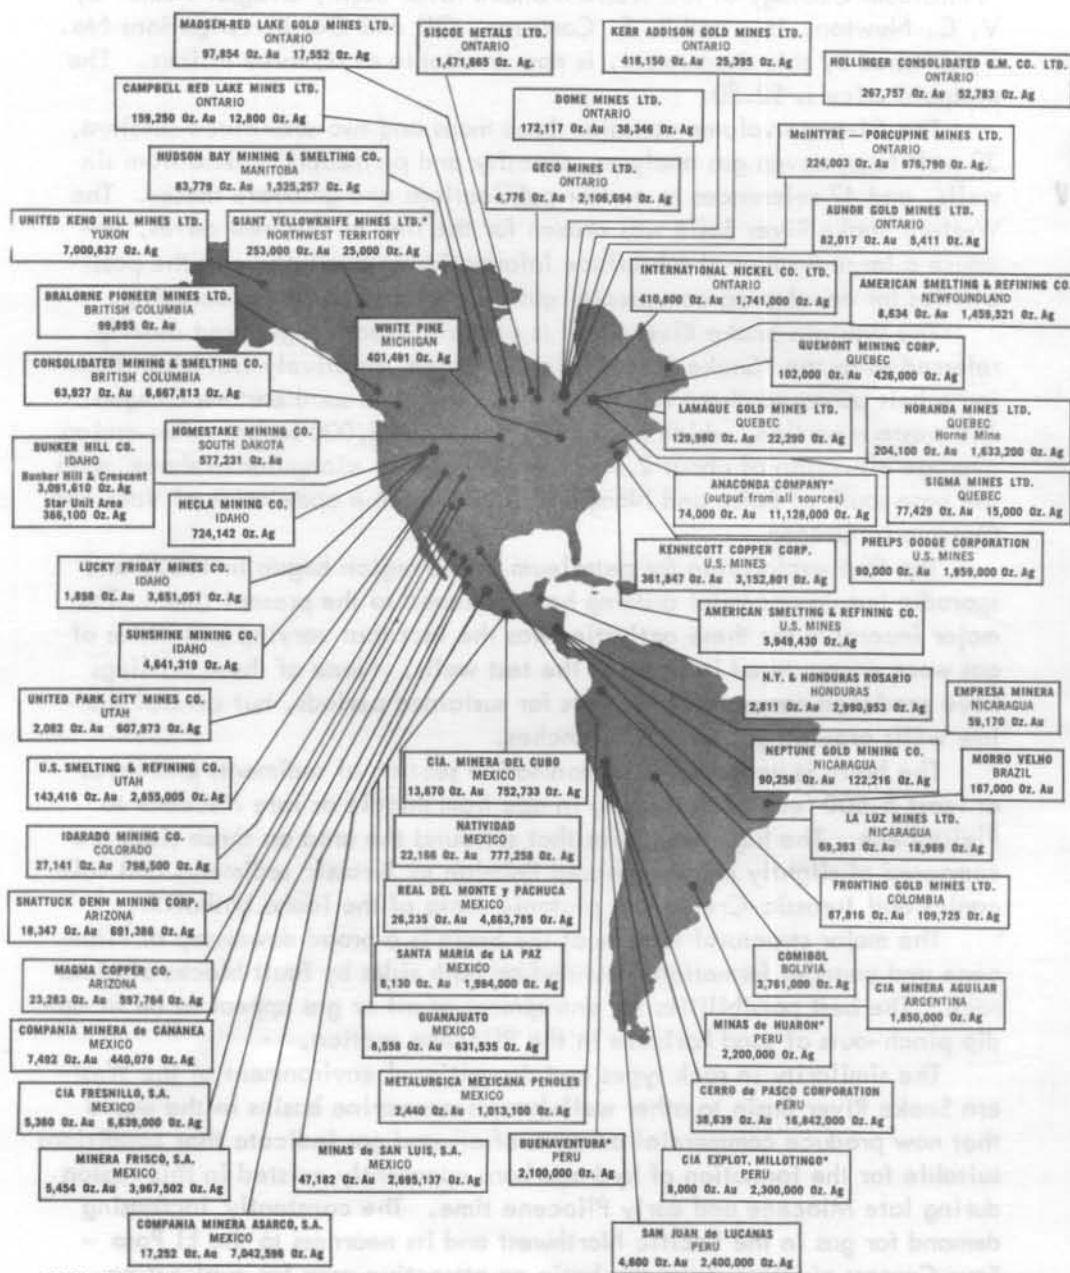 MADSEN-RED LAKE GOLD MINES LTD.
ONTARIO
97,854 Oz. Au 17,552 Oz. Ag
SISCOE METALS LTD.
ONTARIO
1,471,665 Oz. Ag
KERR ADDISON GOLD MINES LTD.
ONTARIO
418,150 Oz. Au 25,395 Oz. Ag
HOLLINGER CONSOLIDATED G.M. CO. LTD.
ONTARIO
267,757 Oz. Au 52,783 Oz. Ag
CAMPBELL RED LAKE MINES LTD.
ONTARIO
159,250 Oz. Au 12,800 Oz. Ag
DOME MINES LTD.
ONTARIO
173,117 Oz. Au 38,346 Oz. Ag
McINTYRE - PORCUPINE MINES LTD.
ONTARIO
224,003 Oz. Au 976,790 Oz. Ag
HUDSON BAY MINING & SMELTING CO.
MANITOBA
83,779 Oz. Au 1,535,257 Oz. Ag
GECO MINES LTD.
ONTARIO
4,776 Oz. Au 2,106,694 Oz. Ag
AUNOR GOLD MINES LTD.
ONTARIO
82,017 Oz. Au 5,411 Oz. Ag
UNITED KENO HILL MINES LTD.
YUKON
7,000,637 Oz. Ag
GIANT YELLOWKNIFE MINES LTD.*
NORTHWEST TERRITORY
253,000 Oz. Au 25,000 Oz. Ag
INTERNATIONAL NICKEL CO. LTD.
ONTARIO
410,800 Oz. Au 1,741,000 Oz. Ag
AMERICAN SMELTING & REFINING CO.
NEWFOUNDLAND
8,634 Oz. Au 1,459,521 Oz. Ag
BRALORNE PIONEER MINES LTD.
BRITISH COLUMBIA
99,895 Oz. Au
WHITE PINE
MICHIGAN
401,491 Oz. Ag
QUEMONT MINING CORP.
QUEBEC
102,000 Oz. Au 426,000 Oz. Ag
CONSOLIDATED MINING & SMELTING CO.
BRITISH COLUMBIA
63,927 Oz. Au 6,667,813 Oz. Ag
LAMAQUE GOLD MINES LTD.
QUEBEC
129,980 Oz. Au 22,290 Oz. Ag
NORANDA MINES LTD.
QUEBEC
Horne Mine
204,100 Oz. Au 1,633,200 Oz. Ag
HOMESTAKE MINING CO.
SOUTH DAKOTA
577,231 Oz. Au
BUNKER HILL CO.
IDAHO
Bunker Hill & Crescent
3,091,610 Oz. Ag
Star Unit Area
366,100 Oz. Ag
HECLA MINING CO.
IDAHO
724,142 Oz. Ag
ANACONDA COMPANY*
(output from all sources)
74,000 Oz. Au 11,128,000 Oz. Ag
SIGMA MINES LTD.
QUEBEC
77,429 Oz. Au 15,000 Oz. Ag
KENNECOTT COPPER CORP.
U.S. MINES
361,847 Oz. Au 3,152,801 Oz. Ag
PHELPS DODGE CORPORATION
U.S. MINES
90,000 Oz. Au 1,959,000 Oz. Ag
LUCKY FRIDAY MINES CO.
IDAHO
1,898 Oz. Au 3,651,051 Oz. Ag
AMERICAN SMELTING & REFINING CO.
U.S. MINES
5,949,430 Oz. Ag
SUNSHINE MINING CO.
IDAHO
4,641,319 Oz. Ag
N.Y. & HONDURAS ROSARIO
HONDURAS
2,811 Oz. Au 2,990,953 Oz. Ag
EMPRESA MINERA
NICARAGUA
59,170 Oz. Au
UNITED PARK CITY MINES CO.
UTAH
2,082 Oz. Au 607,973 Oz. Ag
NEPTUNE GOLD MINING CO.
NICARAGUA
90,258 Oz. Au 122,216 Oz. Ag
MORRO VELHO
BRAZIL
167,000 Oz. Au
U.S. SMELTING & REFINING CO.
UTAH
143,416 Oz. Au 2,855,005 Oz. Ag
CIA. MINERA DEL CUBO
MEXICO
13,670 Oz. Au 752,733 Oz. Ag
LA LUZ MINES LTD.
NICARAGUA
69,393 Oz. Au 18,989 Oz. Ag
IDARADO MINING CO.
COLORADO
27,141 Oz. Au 798,500 Oz. Ag
NATIVIDAD
MEXICO
22,166 Oz. Au 777,258 Oz. Ag
FRONTINO GOLD MINES LTD.
COLOMBIA
67,816 Oz. Au 109,725 Oz. Ag
SHATTUCK DENN MINING CORP.
ARIZONA
18,347 Oz. Au 691,386 Oz. Ag
REAL DEL MONTE y PACHUCA
MEXICO
26,235 Oz. Au 4,663,785 Oz. Ag
COMIBOL
BOLIVIA
3,761,000 Oz. Ag
MAGMA COPPER CO.
ARIZONA
23,283 Oz. Au 597,764 Oz. Ag
SANTA MARIA de LA PAZ
MEXICO
6,130 Oz. Au 1,984,000 Oz. Ag
CIA MINERA AGUILAR
ARGENTINA
1,650,000 Oz. Ag
COMPANIA MINERA de CANANEA
MEXICO
7,492 Oz. Au 440,078 Oz. Ag
GUANAJUATO
MEXICO
9,559 Oz. Au 631,535 Oz. Ag
MINAS de HUARON*
PERU
2,200,000 Oz. Ag
CIA FRESNILLO, S.A.
MEXICO
5,360 Oz. Au 6,639,000 Oz. Ag
METALURGICA MEXICANA PENOLES
MEXICO
2,440 Oz. Au 1,013,100 Oz. Ag
CERRO de PASCO CORPORATION
PERU
38,639 Oz. Au 16,842,000 Oz. Ag
MINERA FRISCO, S.A.
MEXICO
5,454 Oz. Au 3,967,502 Oz. Ag
MINAS de SAN LUIS, S.A.
MEXICO
47,182 Oz. Au 2,695,137 Oz. Ag
BUENAVENTURA*
PERU
2,100,000 Oz. Ag
CIA EXPLOT, MILLOTINGO*
PERU
8,000 Oz. Au 2,300,000 Oz. Ag
COMPANIA MINERA ASARCO, S.A.
MEXICO
17,252 Oz. Au 7,042,596 Oz. Ag
SAN JUAN de LUCANAS
PERU
4,600 Oz. Au 2,400,000 Oz. Ag